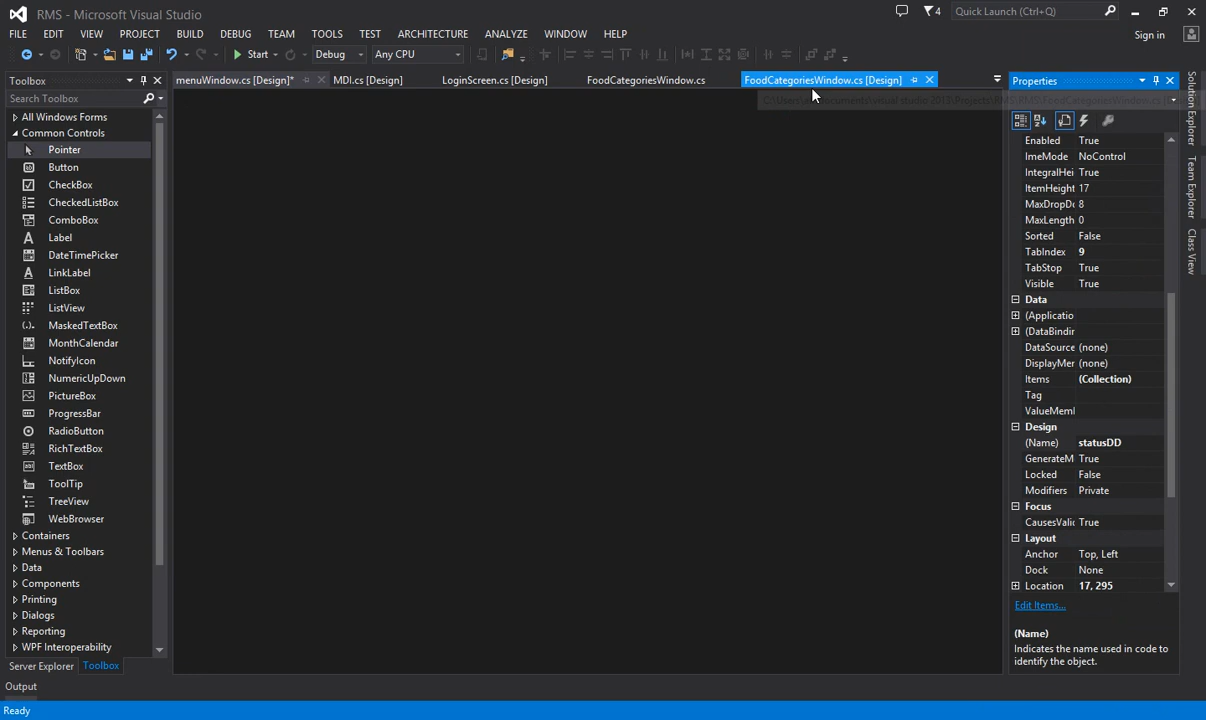 RMS - Microsoft Visual Studio
4
Quick Launch (Ctrl+Q)
FILE EDIT VIEW PROJECT BUILD DEBUG TEAM TOOLS TEST ARCHITECTURE ANALYZE WINDOW HELP
Sign in
Start Debug Any CPU
Toolbox
menuWindow.cs [Design]* MDI.cs [Design] LoginScreen.cs [Design] FoodCategoriesWindow.cs FoodCategoriesWindow.cs [Design]
Search Toolbox
All Windows Forms
Common Controls
Pointer
Button
CheckBox
CheckedListBox
ComboBox
Label
DateTimePicker
LinkLabel
ListBox
ListView
MaskedTextBox
MonthCalendar
NotifyIcon
NumericUpDown
PictureBox
ProgressBar
RadioButton
RichTextBox
TextBox
ToolTip
TreeView
WebBrowser
Containers
Menus & Toolbars
Data
Components
Printing
Dialogs
Reporting
WPF Interoperability
Server Explorer Toolbox
Output
Ready
Properties
Enabled True
ImeMode NoControl
IntegralHei True
ItemHeight 17
MaxDropDo 8
MaxLength 0
Sorted False
TabIndex 9
TabStop True
Visible True
Data
(Applicatio
(DataBindin
DataSource (none)
DisplayMer (none)
Items (Collection)
Tag
ValueMeml
Design
(Name) statusDD
GenerateM True
Locked False
Modifiers Private
Focus
CausesValic True
Layout
Anchor Top, Left
Dock None
Location 17, 295
Edit Items...
(Name)
Indicates the name used in code to
identify the object.
Solution Explorer
Team Explorer
Class View